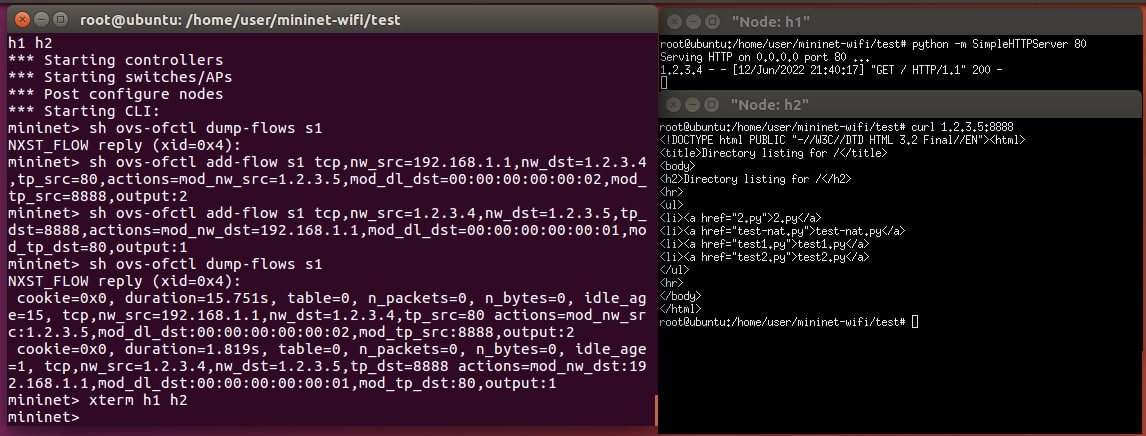 root@ubuntu: /home/user/mininet-wifi/test
h1 h2
*** Starting controllers
*** Starting switches/APs
*** Post configure nodes
*** Starting CLI:
mininet> sh ovs-ofctl dump-flows s1
NXST_FLOW reply (xid=0x4):
mininet> sh ovs-ofctl add-flow s1 tcp,nw_src=192.168.1.1,nw_dst=1.2.3.4
,tp_src=80,actions=mod_nw_src=1.2.3.5,mod_dl_dst=00:00:00:00:00:02,mod_
tp_src=8888,output:2
mininet> sh ovs-ofctl add-flow s1 tcp,nw_src=1.2.3.4,nw_dst=1.2.3.5,tp_
dst=8888,actions=mod_nw_dst=192.168.1.1,mod_dl_dst=00:00:00:00:00:01,mo
d_tp_dst=80,output:1
mininet> sh ovs-ofctl dump-flows s1
NXST_FLOW reply (xid=0x4):
 cookie=0x0, duration=15.751s, table=0, n_packets=0, n_bytes=0, idle_ag
e=15, tcp,nw_src=192.168.1.1,nw_dst=1.2.3.4,tp_src=80 actions=mod_nw_sr
c:1.2.3.5,mod_dl_dst:00:00:00:00:00:02,mod_tp_src:8888,output:2
 cookie=0x0, duration=1.819s, table=0, n_packets=0, n_bytes=0, idle_age
=1, tcp,nw_src=1.2.3.4,nw_dst=1.2.3.5,tp_dst=8888 actions=mod_nw_dst:19
2.168.1.1,mod_dl_dst:00:00:00:00:00:01,mod_tp_dst:80,output:1
mininet> xterm h1 h2
mininet>
"Node: h1"
root@ubuntu:/home/user/mininet-wifi/test# python -m SimpleHTTPServer 80
Serving HTTP on 0.0.0.0 port 80 ...
1.2.3.4 - - [12/Jun/2022 21:40:17] "GET / HTTP/1.1" 200 -
"Node: h2"
root@ubuntu:/home/user/mininet-wifi/test# curl 1.2.3.5:8888
<!DOCTYPE html PUBLIC "-//W3C//DTD HTML 3.2 Final//EN"><html>
<title>Directory listing for /</title>
<body>
<h2>Directory listing for /</h2>
<hr>
<ul>
<li><a href="2.py">2.py</a>
<li><a href="test-nat.py">test-nat.py</a>
<li><a href="test1.py">test1.py</a>
<li><a href="test2.py">test2.py</a>
</ul>
<hr>
</body>
</html>
root@ubuntu:/home/user/mininet-wifi/test#